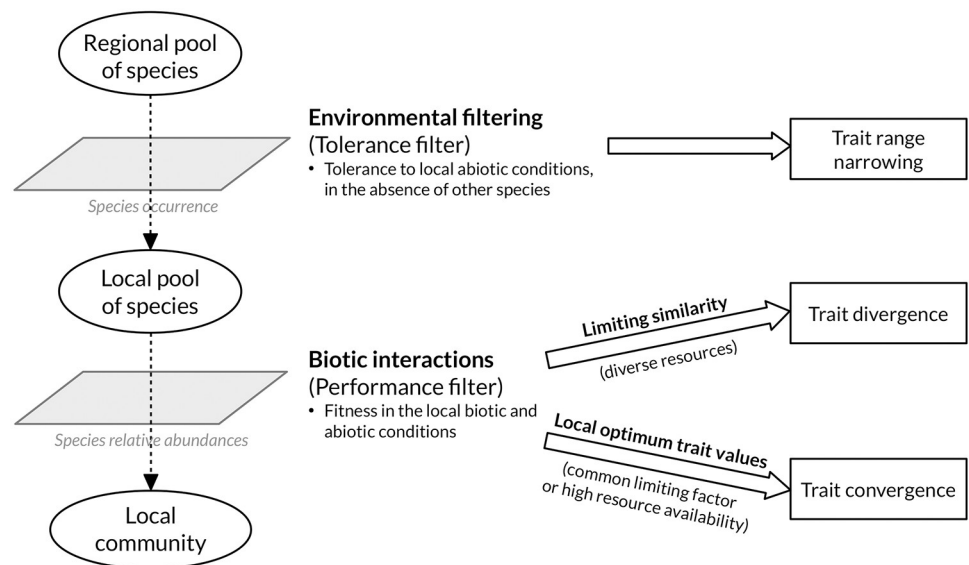 Regional pool
of species
Environmental filtering
(Tolerance filter)
• Tolerance to local abiotic conditions,
in the absence of other species
Trait range
narrowing
Species occurrence
Local pool
of species
Biotic interactions
(Performance filter)
• Fitness in the local biotic and
abiotic conditions
Limiting similarity
(diverse resources)
Trait divergence
Local optimum trait values
(common limiting factor
or high resource availability)
Trait convergence
Species relative abundances
Local
community